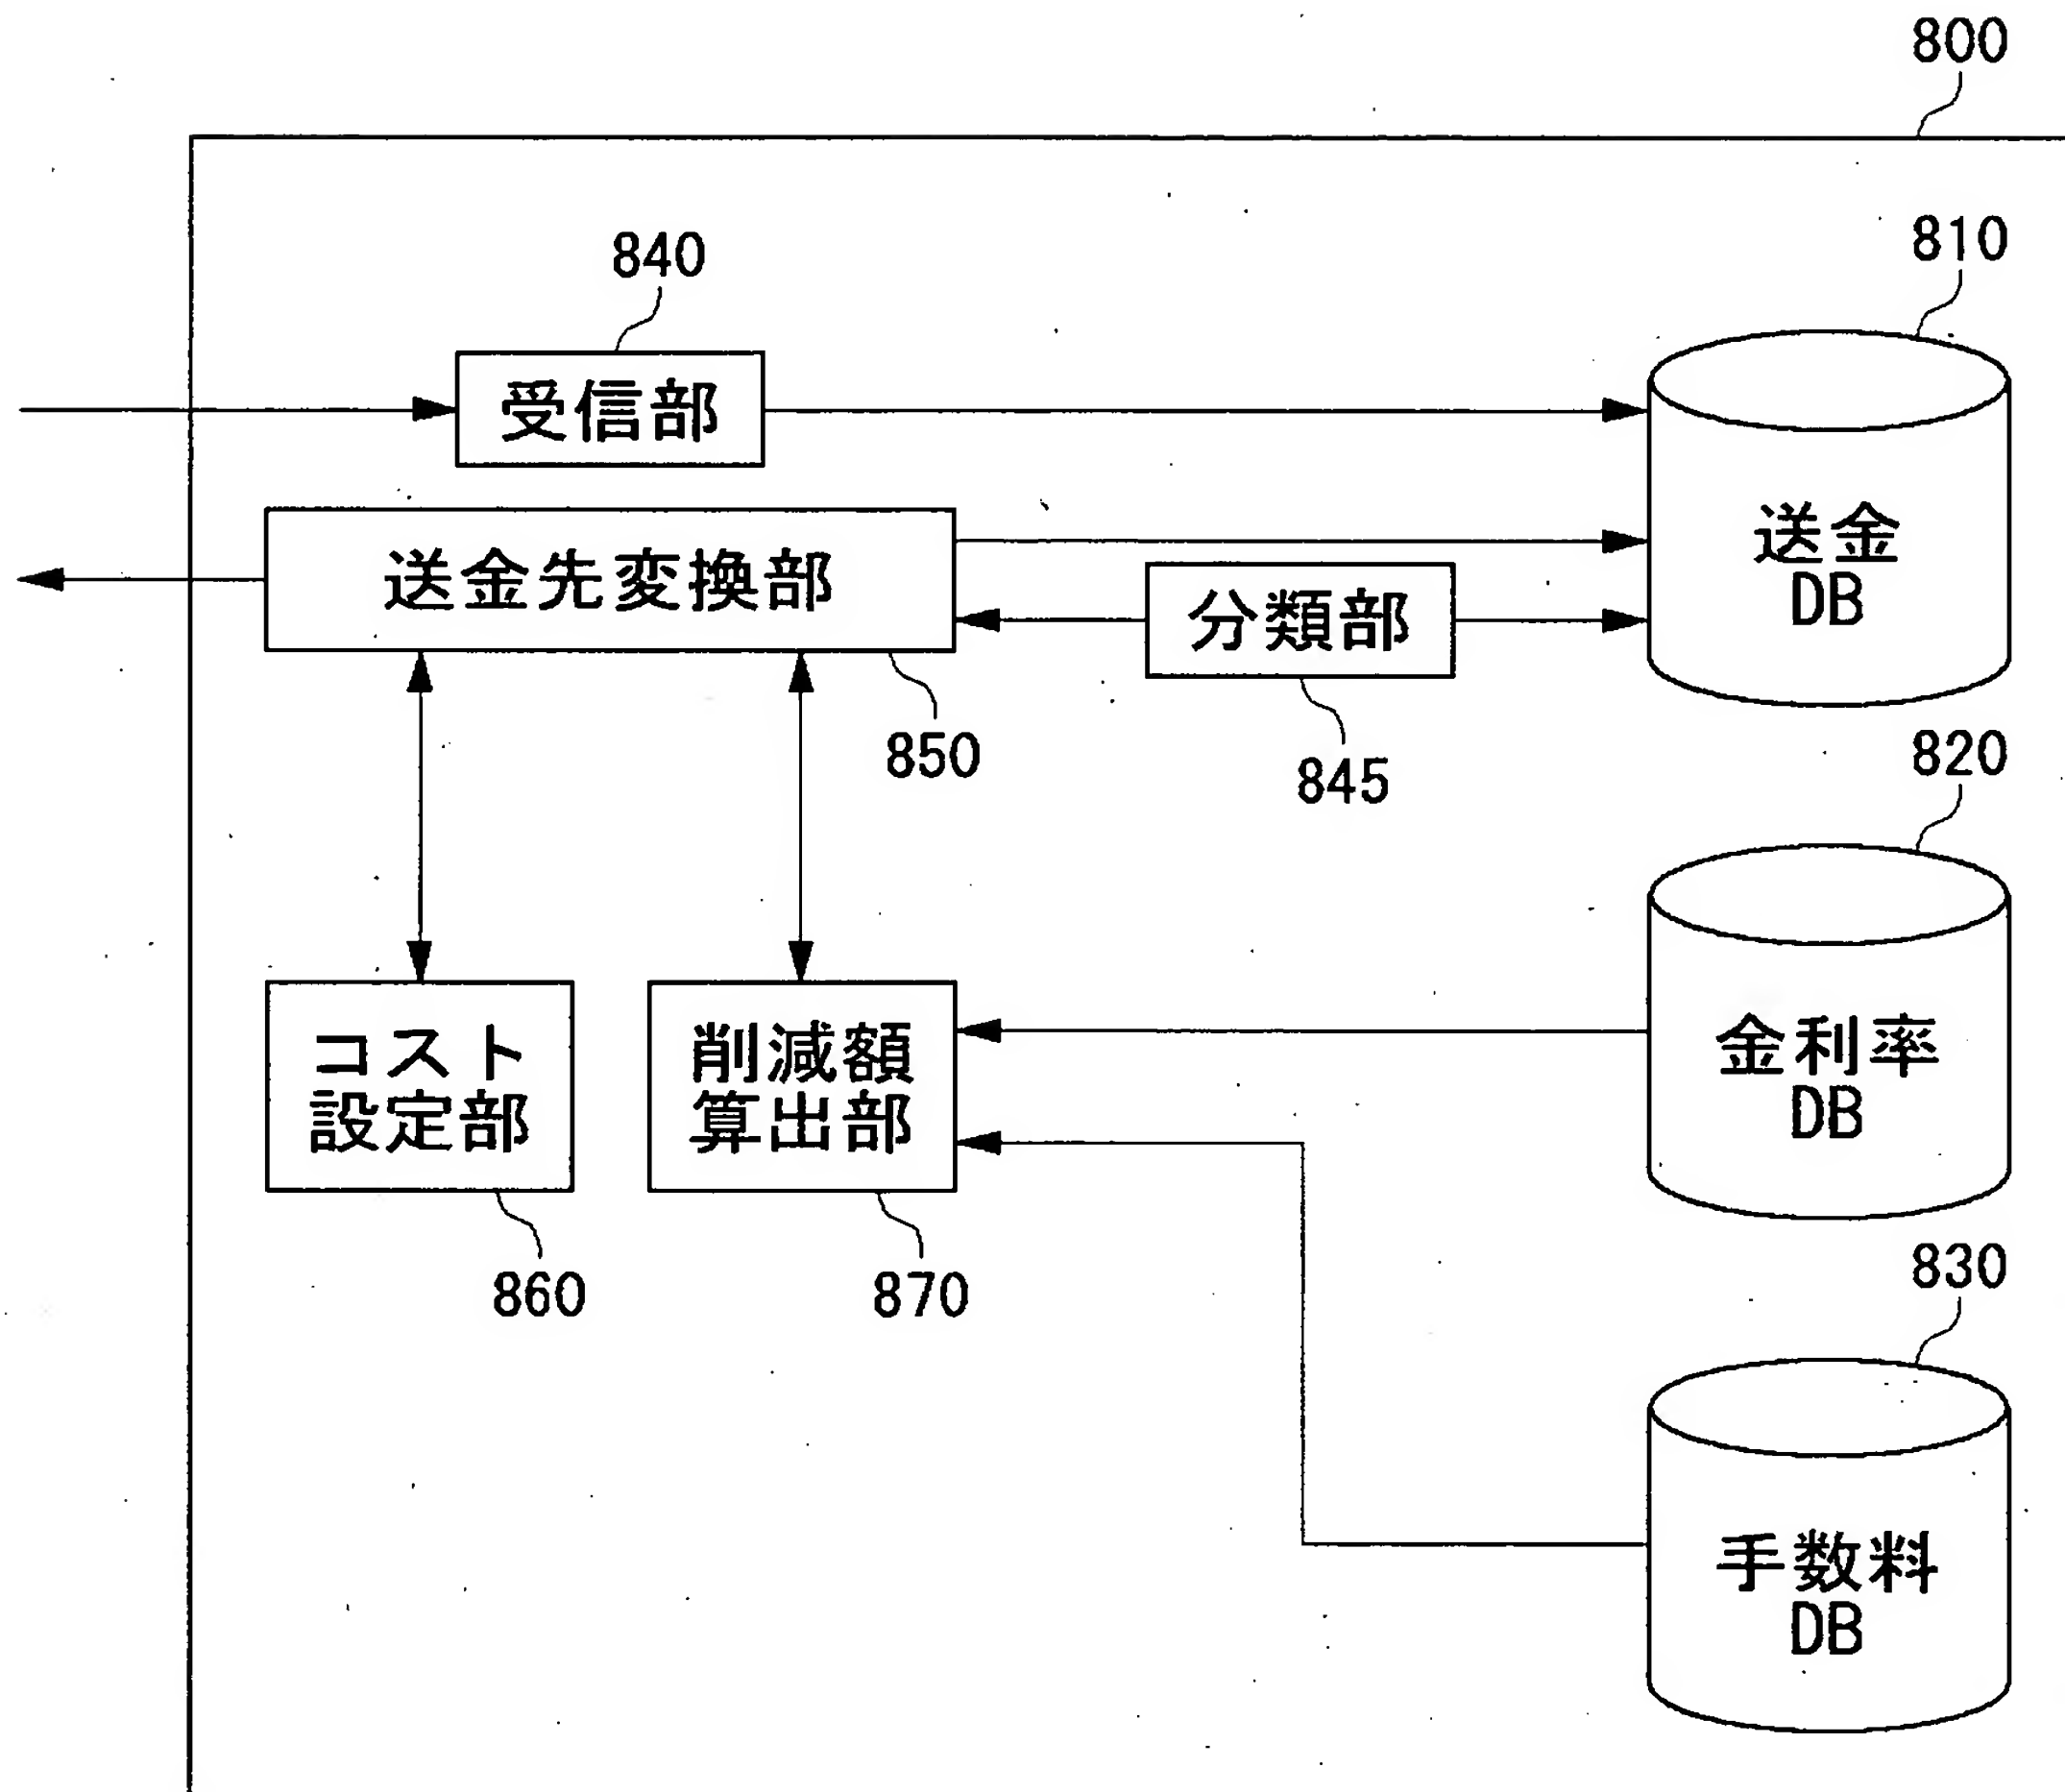 800
810
840
受信部
送金
DB
送金先変換部
分類部
850
845
820
コスト
設定部
削減額
算出部
金利率
DB
860
870
830
手数料
DB